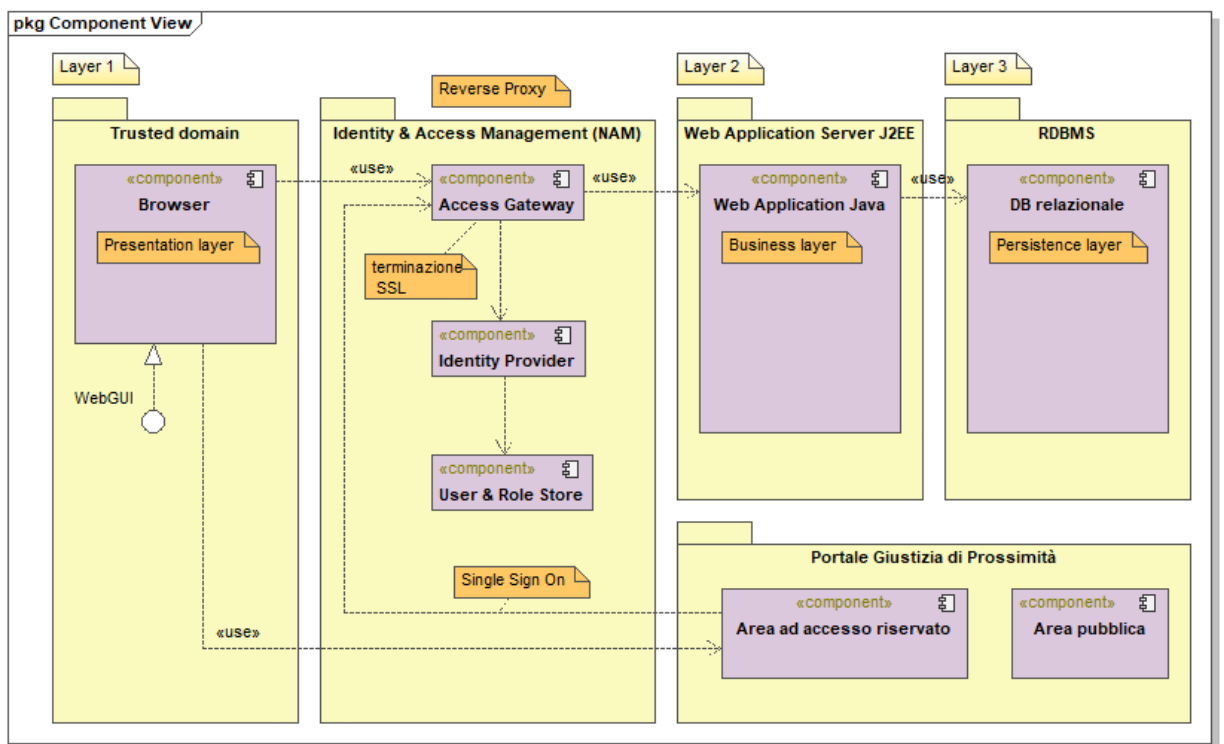 pkg Component View
Layer 1
Layer 2
Layer 3
Reverse Proxy
Trusted domain
Identity & Access Management (NAM)
Web Application Server J2EE
RDBMS
«component»
Browser
Presentation layer
«use»
«component»
Access Gateway
«use»
«component»
Web Application Java
Business layer
«use»
«component»
DB relazionale
Persistence layer
terminazione
SSL
«component»
Identity Provider
WebGUI
«component»
User & Role Store
Portale Giustizia di Prossimità
Single Sign On
«use»
«component»
Area ad accesso riservato
«component»
Area pubblica